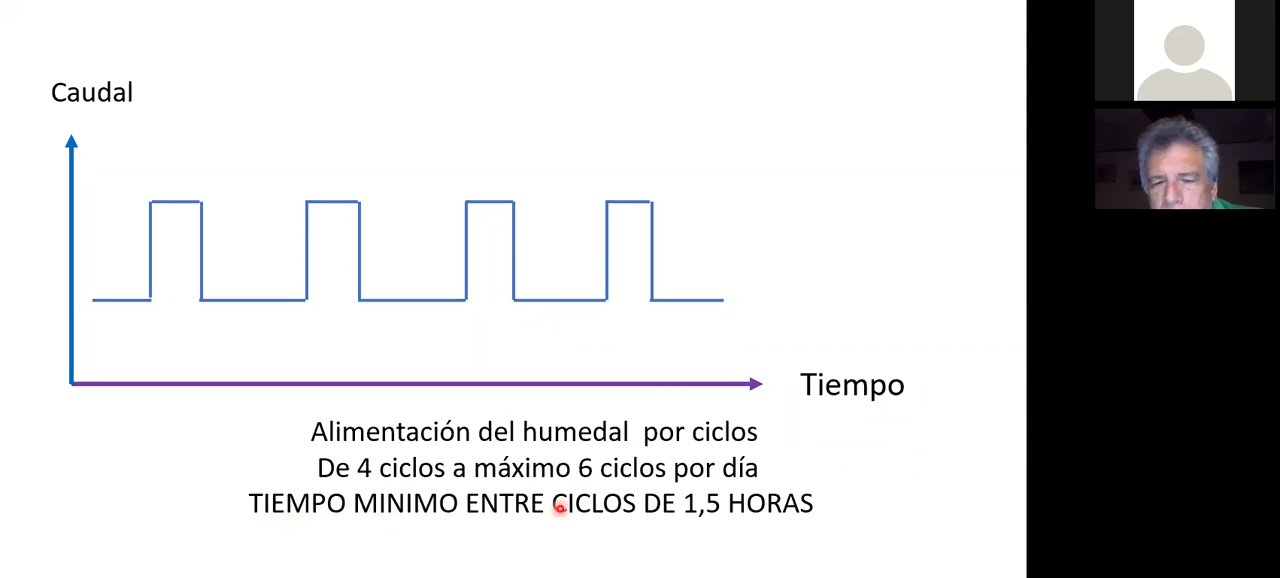 Caudal
Tiempo
Alimentación del humedal por ciclos
De 4 ciclos a máximo 6 ciclos por día
TIEMPO MINIMO ENTRE CICLOS DE 1,5 HORAS